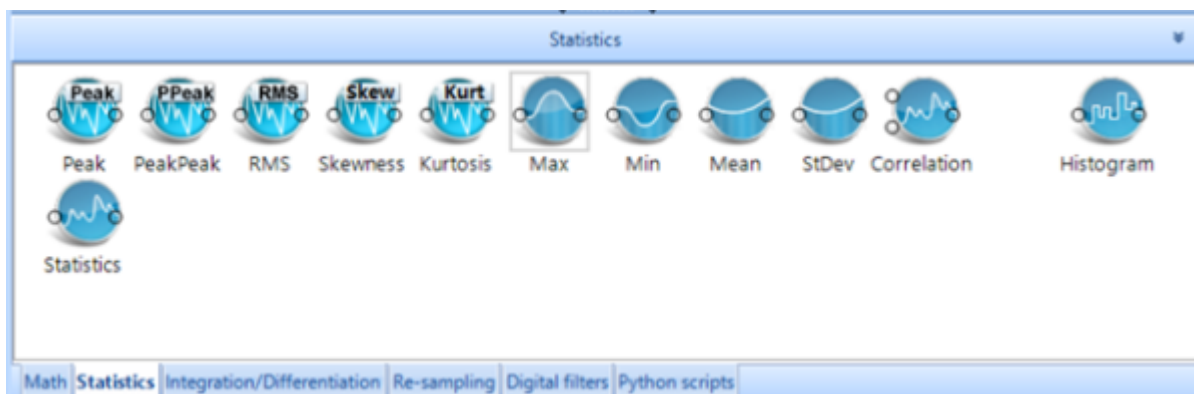 Statistics
Peak PPeak RMS Skew Kurt
Peak PeakPeak RMS Skewness Kurtosis Max Min Mean StDev Correlation Histogram
Statistics
Math Statistics Integration/Differentiation Re-sampling Digital filters Python scripts